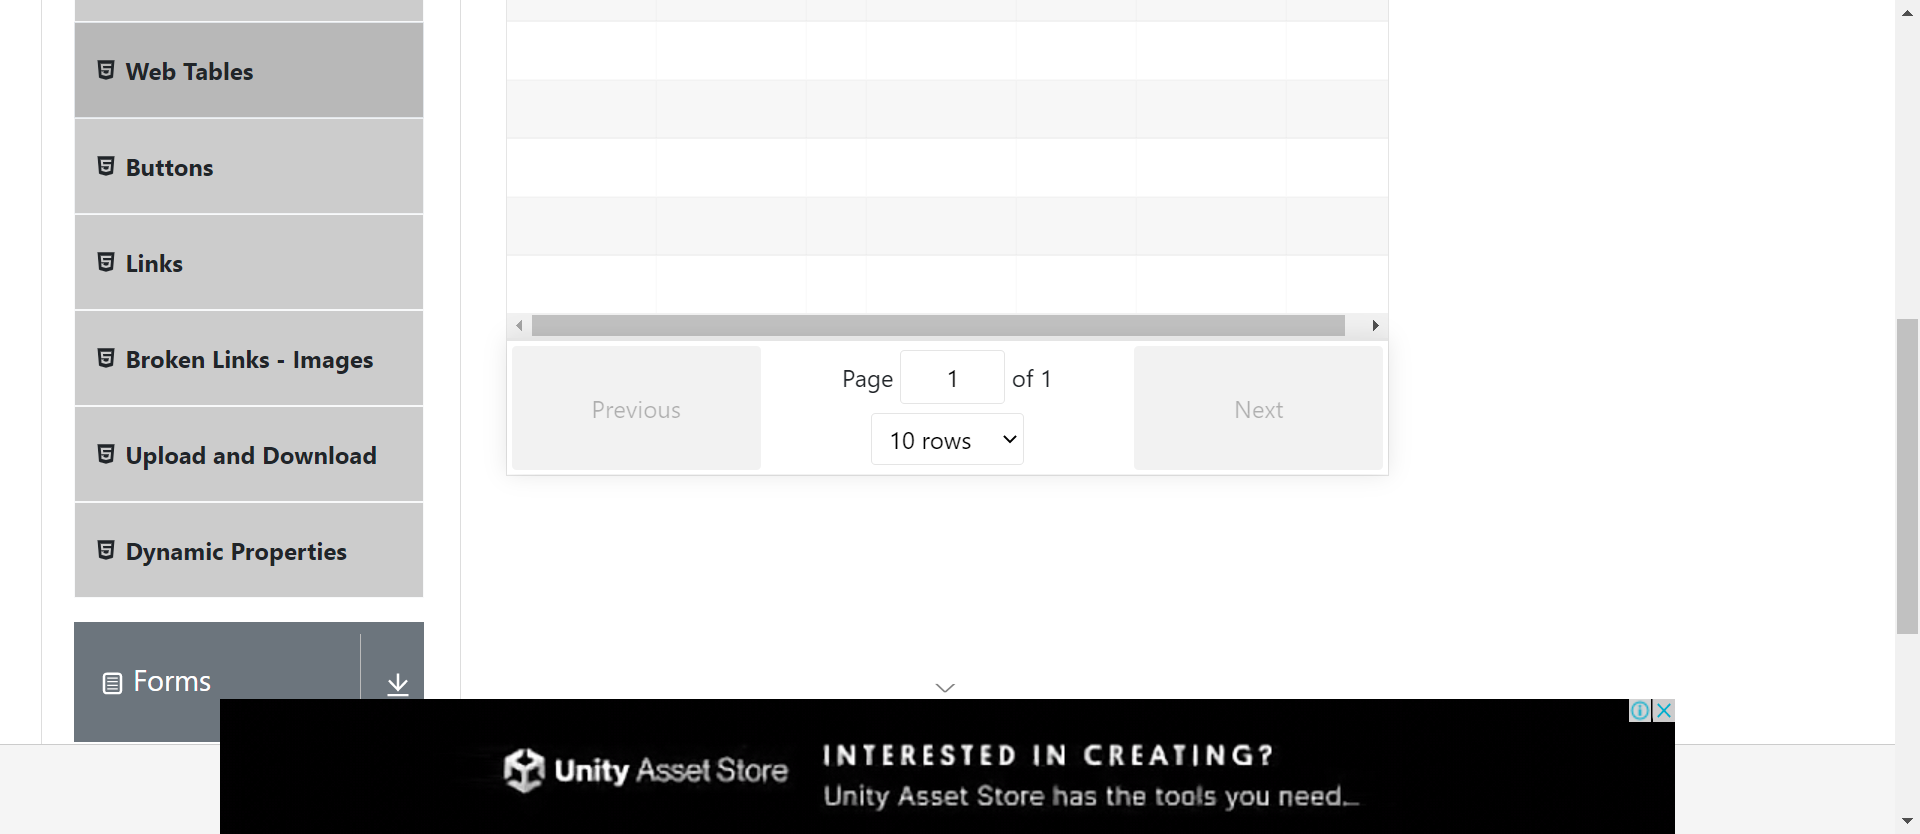 Web Tables
Buttons
Links
Broken Links - Images
Upload and Download
Dynamic Properties
Forms
Previous
Page 1 of 1
10 rows
Next
Unity Asset Store
INTERESTED IN CREATING?
Unity Asset Store has the tools you need...